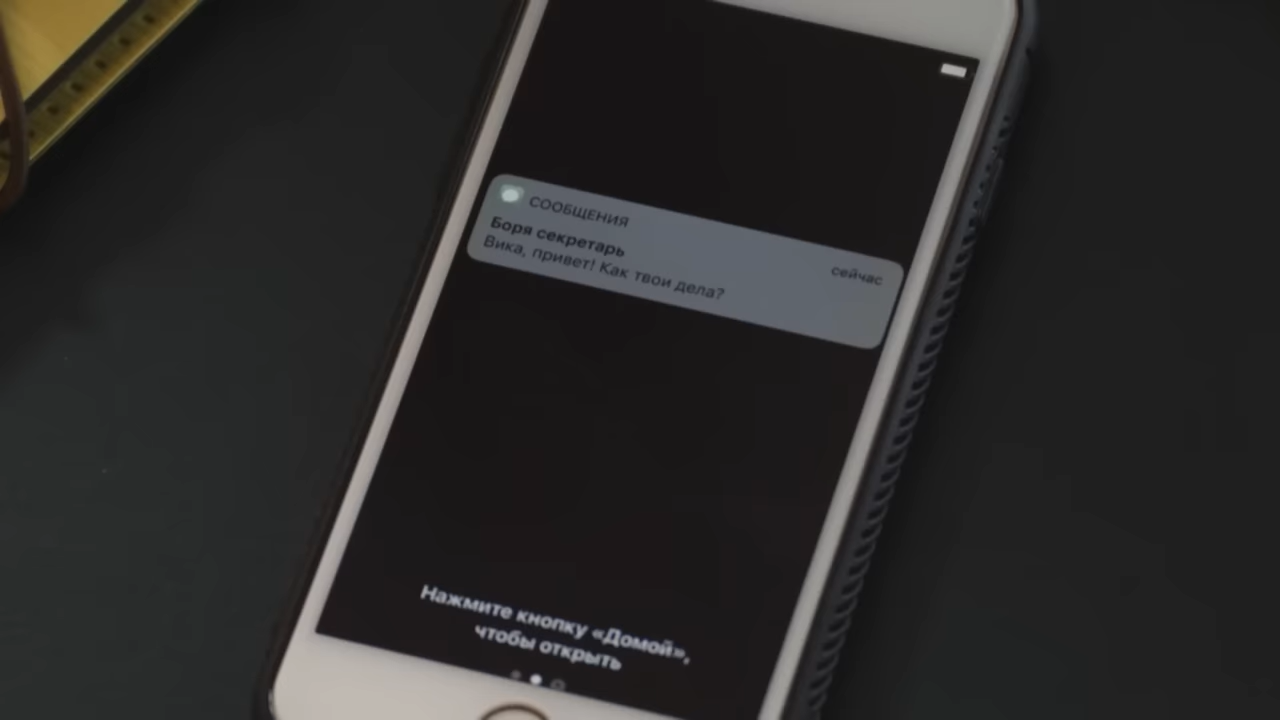 СООБЩЕНИЯ
сейчас
Боря секретарь
Вика, привет! Как твои дела?
Нажмите кнопку «Домой»,
чтобы открыть